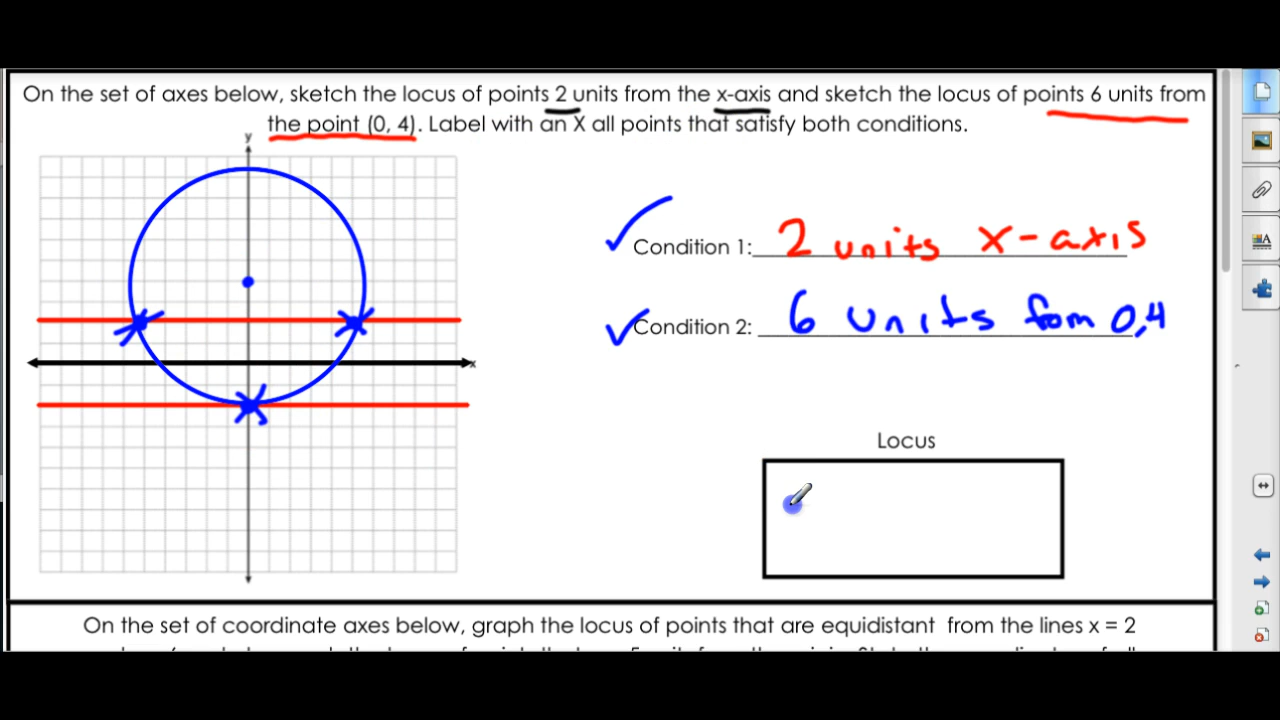 On the set of axes below, sketch the locus of points 2 units from the x-axis and sketch the locus of points 6 units from
the point (0, 4). Label with an X all points that satisfy both conditions.
y
x
Condition 1: 2 units x-axis
Condition 2: 6 units from 0,4
Locus
On the set of coordinate axes below, graph the locus of points that are equidistant from the lines x = 2